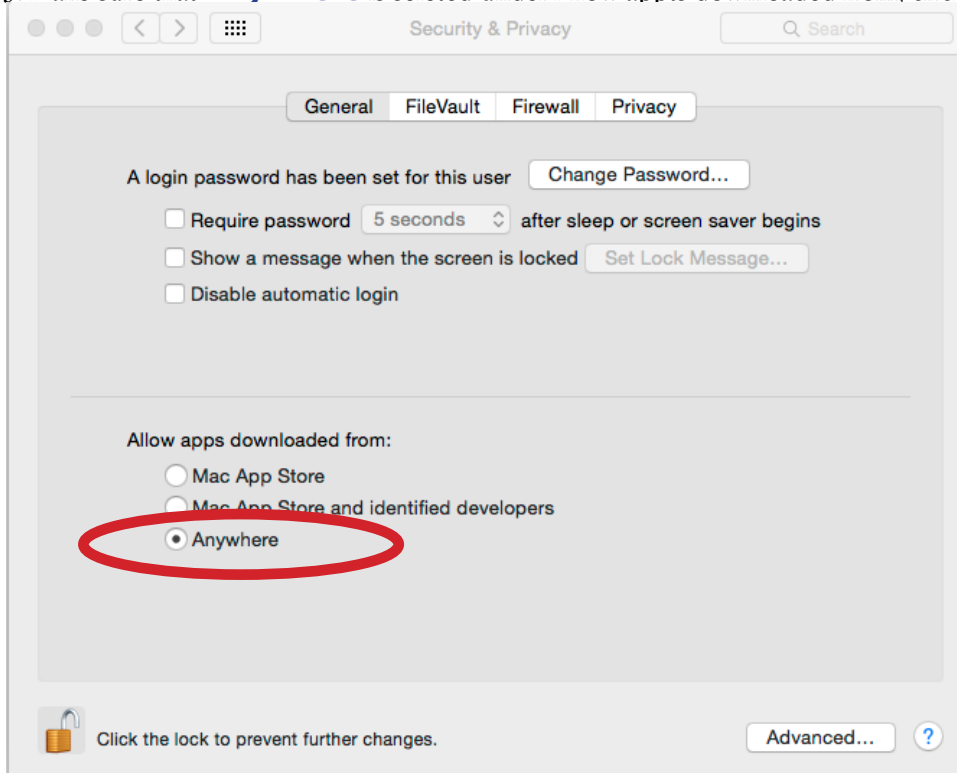 Security & Privacy
Search
General FileVault Firewall Privacy
A login password has been set for this user Change Password...
Require password 5 seconds after sleep or screen saver begins
Show a message when the screen is locked Set Lock Message...
Disable automatic login
Allow apps downloaded from:
Mac App Store
Mac App Store and identified developers
Anywhere
Click the lock to prevent further changes.
Advanced... ?